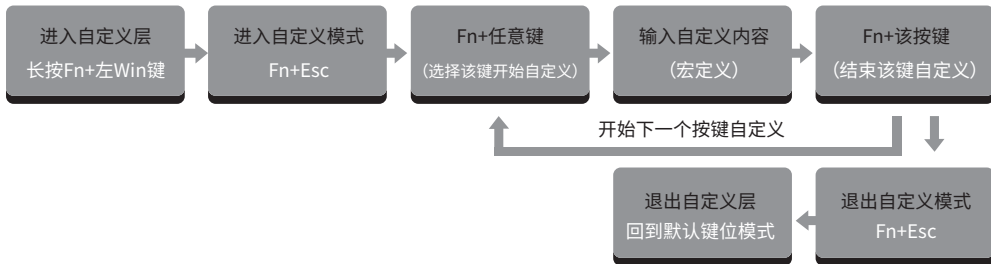 进入自定义层
长按Fn+左Win键
进入自定义模式
Fn+Esc
Fn+任意键
（选择该键开始自定义）
输入自定义内容
（宏定义）
Fn+该按键
（结束该键自定义）
开始下一个按键自定义
退出自定义层
回到默认键位模式
退出自定义模式
Fn+Esc